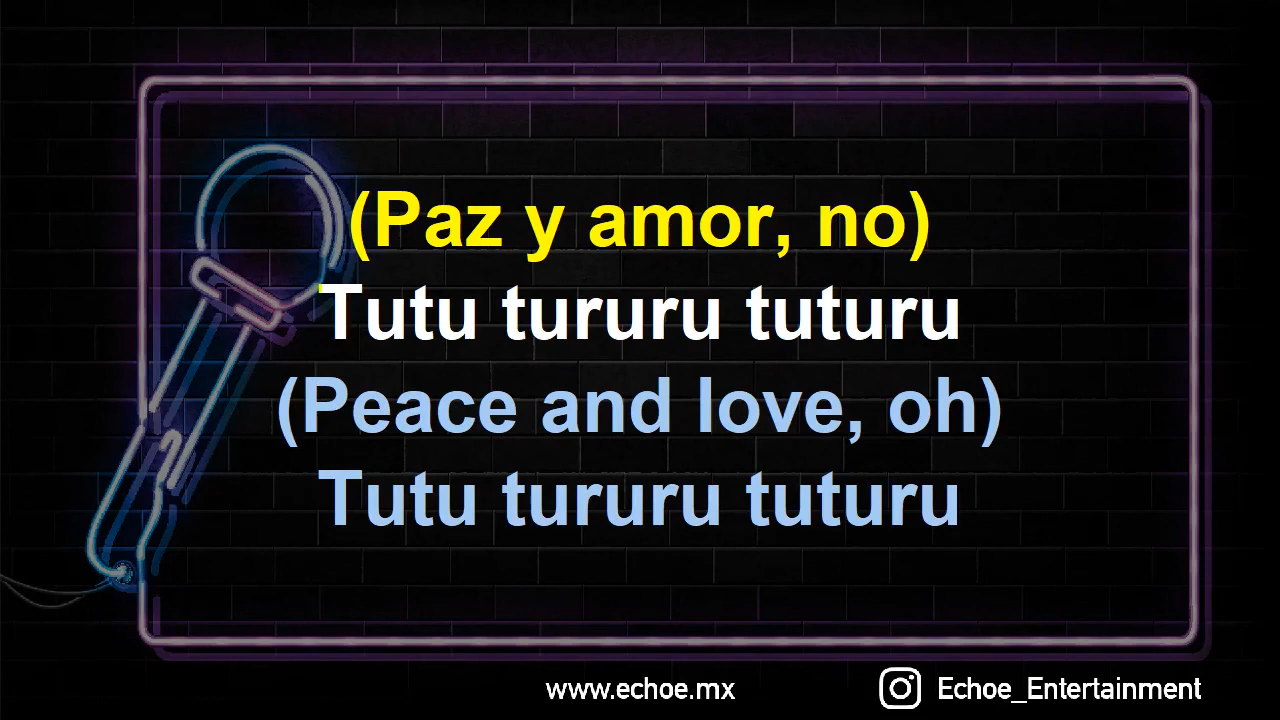 (Paz y amor, no)
Tutu tururu tuturu
(Peace and love, oh)
Tutu tururu tuturu
www.echoe.mx
Echoe_Entertainment